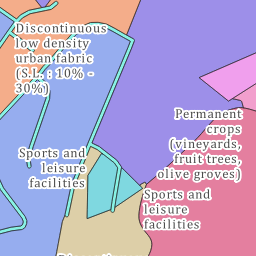 Discontinuous
low density
urban fabric
(S.L. : 10% -
30%)
Permanent
crops
(vineyards,
fruit trees,
olive groves)
Sports and
leisure
facilities
Sports and
leisure
facilities